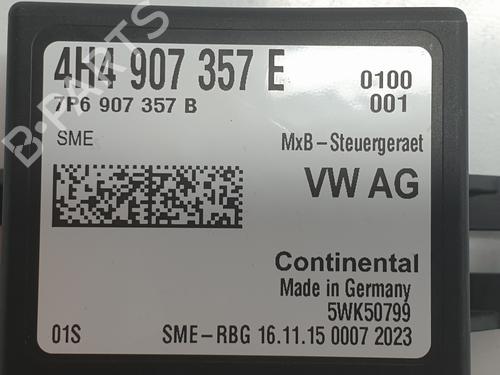 4H4 907 357 E 0100
7P6 907 357 B 001
SME MxB-Steuergeraet
VW AG
Continental
Made in Germany
5WK50799
01S SME-RBG 16.11.15 0007 2023
B-PARTS